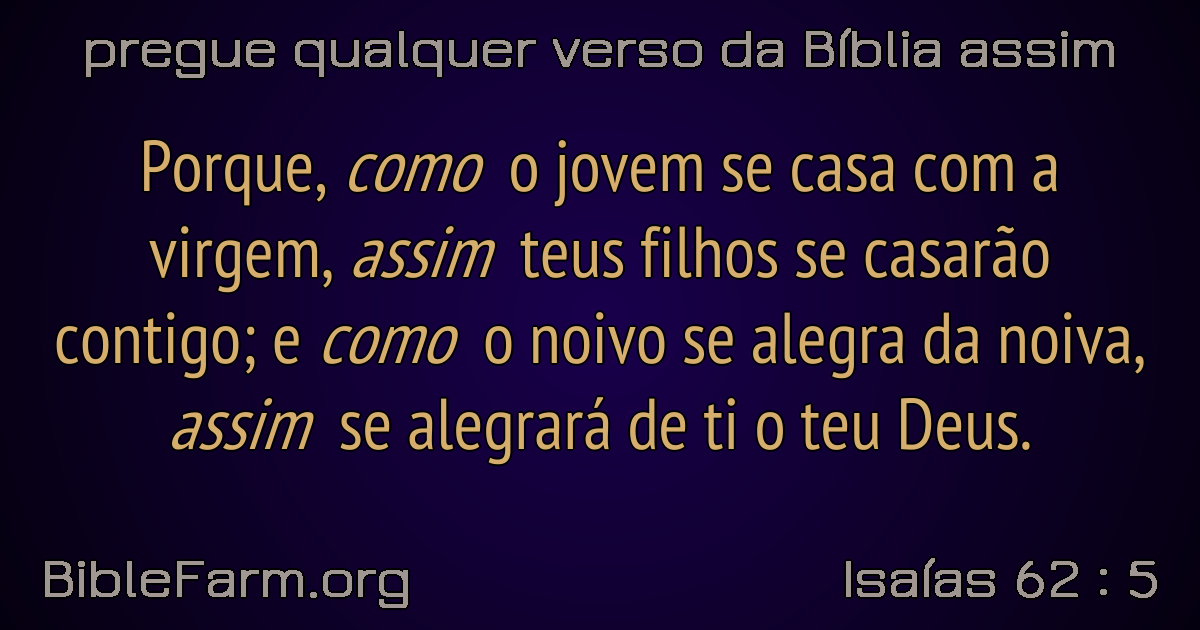 pregue qualquer verso da Bíblia assim
Porque, como o jovem se casa com a
virgem, assim teus filhos se casarão
contigo; e como o noivo se alegra da noiva,
assim se alegrará de ti o teu Deus.
BibleFarm.org
Isaías 62 : 5